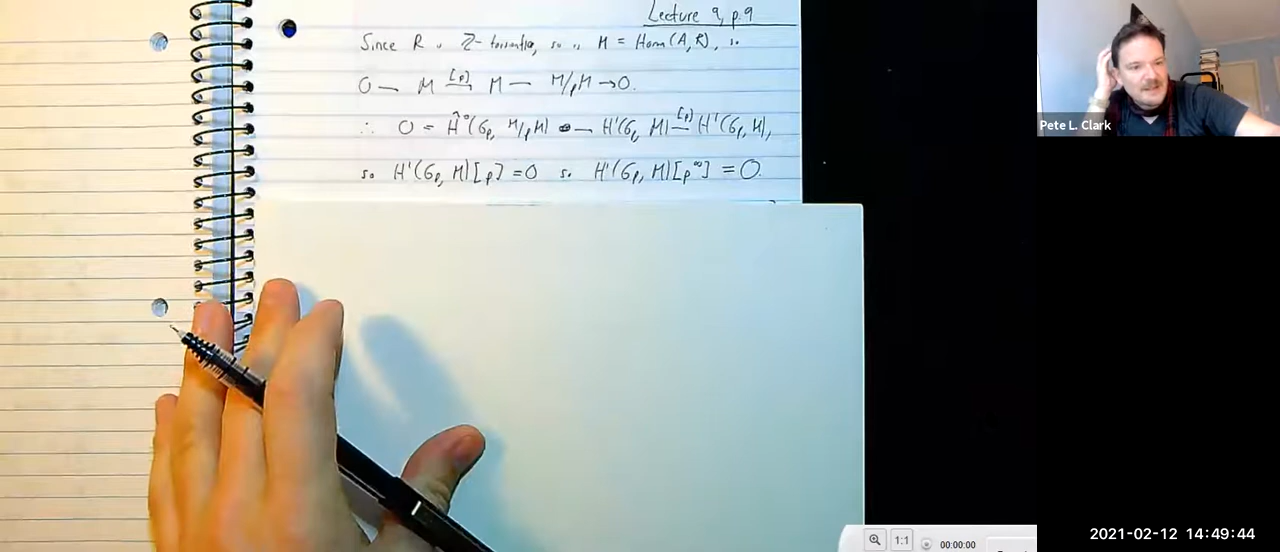 Lecture 9, p.9
Since R is Z-torsionfree, so is M = Hom(A,R), so
0 — M [p]→ M — M/pM → 0.
∴ 0 = Ĥ⁰(Gp, M/pM) — H¹(Gp, M) [p]→ H¹(Gp, M),
so H¹(Gp, M)[p] = 0 so H¹(Gp, M)[p^∞] = 0.
Pete L. Clark
1:1
00:00:00
2021-02-12 14:49:44